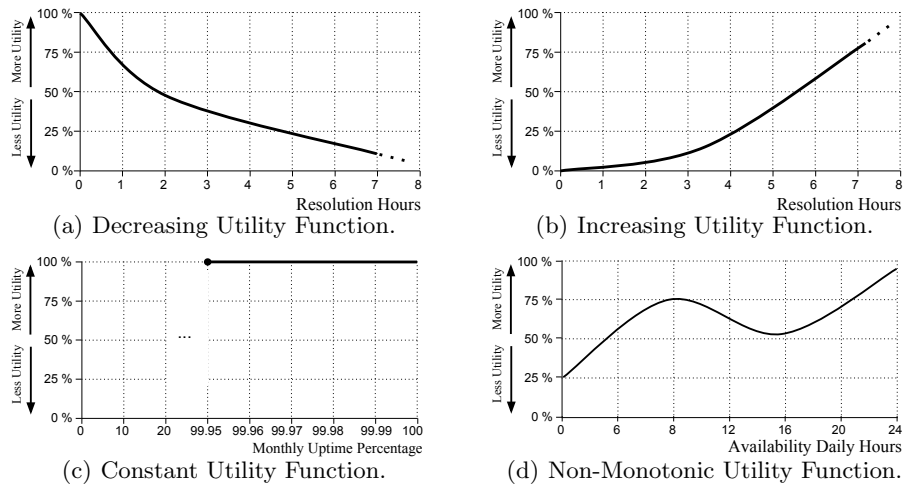 100 %
75 %
50 %
25 %
0 %
More Utility
Less Utility
0 1 2 3 4 5 6 7 8
Resolution Hours
(a) Decreasing Utility Function.
100 %
75 %
50 %
25 %
0 %
More Utility
Less Utility
0 1 2 3 4 5 6 7 8
Resolution Hours
(b) Increasing Utility Function.
100 %
75 %
50 %
25 %
0 %
More Utility
Less Utility
...
0 10 20 99.95 99.96 99.97 99.98 99.99 100
Monthly Uptime Percentage
(c) Constant Utility Function.
100 %
75 %
50 %
25 %
0 %
More Utility
Less Utility
0 6 8 12 16 20 24
Availability Daily Hours
(d) Non-Monotonic Utility Function.